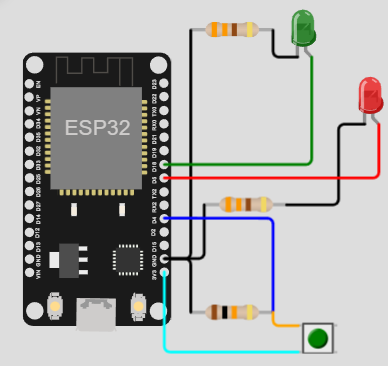 ESP32
EN
VP
VN
D34
D35
D32
D33
D25
D26
D27
D14
D12
D13
GND
VIN
D23
D22
TX0
RX0
D21
D19
D18
D5
TX2
RX2
D4
D2
D15
GND
3V3